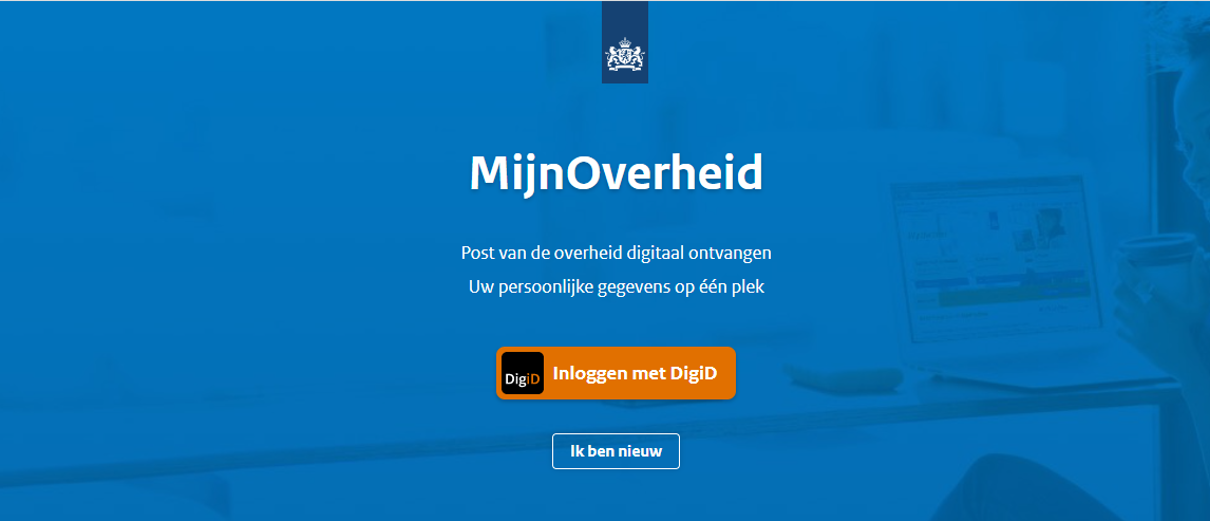 MijnOverheid
Post van de overheid digitaal ontvangen
Uw persoonlijke gegevens op één plek
DigiD
Inloggen met DigiD
Ik ben nieuw